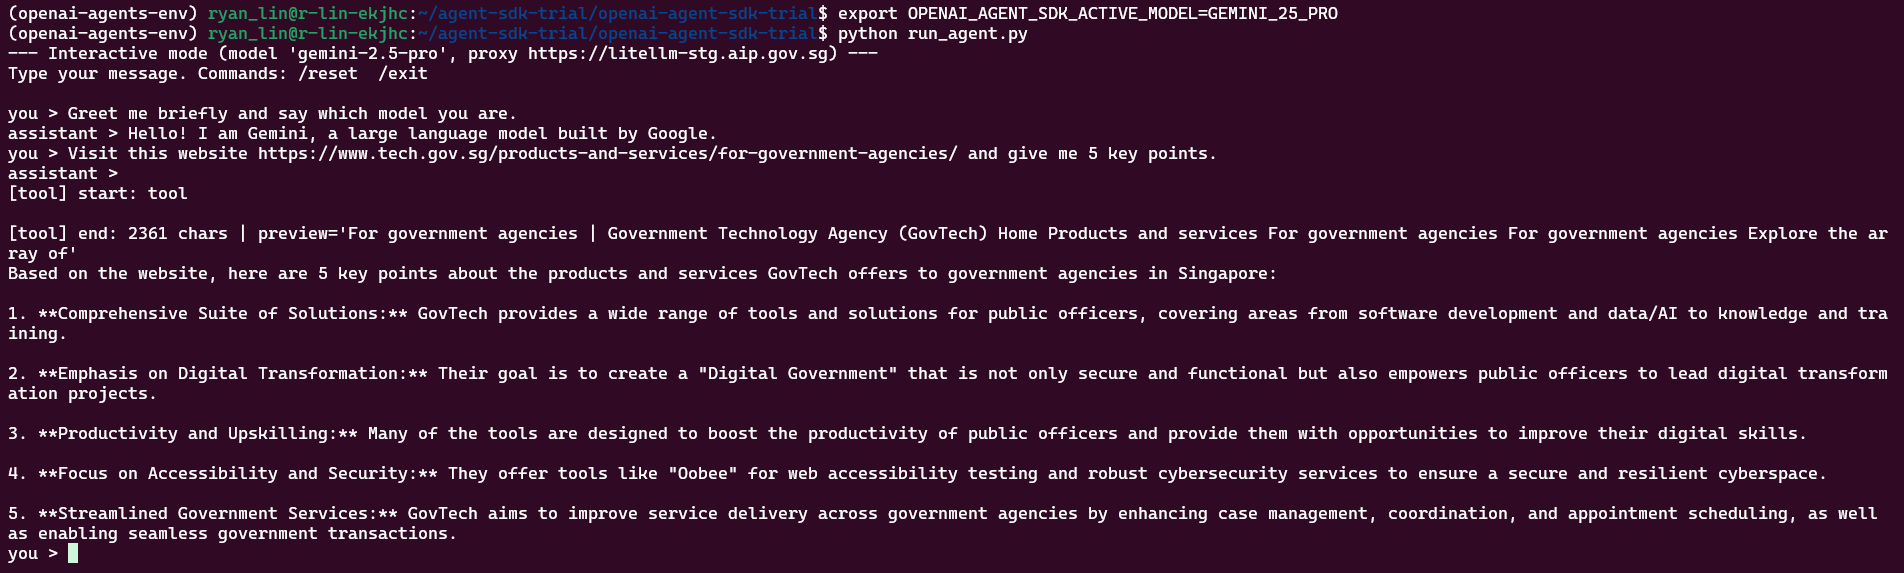 (openai-agents-env) ryan_lin@r-lin-ekjhc:~/agent-sdk-trial/openai-agent-sdk-trial$ export OPENAI_AGENT_SDK_ACTIVE_MODEL=GEMINI_25_PRO
(openai-agents-env) ryan_lin@r-lin-ekjhc:~/agent-sdk-trial/openai-agent-sdk-trial$ python run_agent.py
--- Interactive mode (model 'gemini-2.5-pro', proxy https://litellm-stg.aip.gov.sg) ---
Type your message. Commands: /reset  /exit
you > Greet me briefly and say which model you are.
assistant > Hello! I am Gemini, a large language model built by Google.
you > Visit this website https://www.tech.gov.sg/products-and-services/for-government-agencies/ and give me 5 key points.
assistant >
[tool] start: tool
[tool] end: 2361 chars | preview='For government agencies | Government Technology Agency (GovTech) Home Products and services For government agencies For government agencies Explore the ar
ray of'
Based on the website, here are 5 key points about the products and services GovTech offers to government agencies in Singapore:
1. **Comprehensive Suite of Solutions:** GovTech provides a wide range of tools and solutions for public officers, covering areas from software development and data/AI to knowledge and tra
ining.
2. **Emphasis on Digital Transformation:** Their goal is to create a "Digital Government" that is not only secure and functional but also empowers public officers to lead digital transform
ation projects.
3. **Productivity and Upskilling:** Many of the tools are designed to boost the productivity of public officers and provide them with opportunities to improve their digital skills.
4. **Focus on Accessibility and Security:** They offer tools like "Oobee" for web accessibility testing and robust cybersecurity services to ensure a secure and resilient cyberspace.
5. **Streamlined Government Services:** GovTech aims to improve service delivery across government agencies by enhancing case management, coordination, and appointment scheduling, as well
as enabling seamless government transactions.
you >